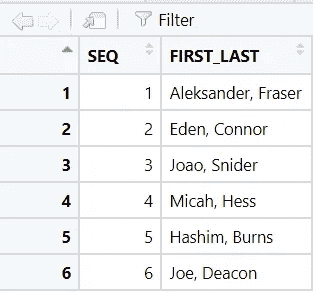 Filter
SEQ FIRST_LAST
1 1 Aleksander, Fraser
2 2 Eden, Connor
3 3 Joao, Snider
4 4 Micah, Hess
5 5 Hashim, Burns
6 6 Joe, Deacon